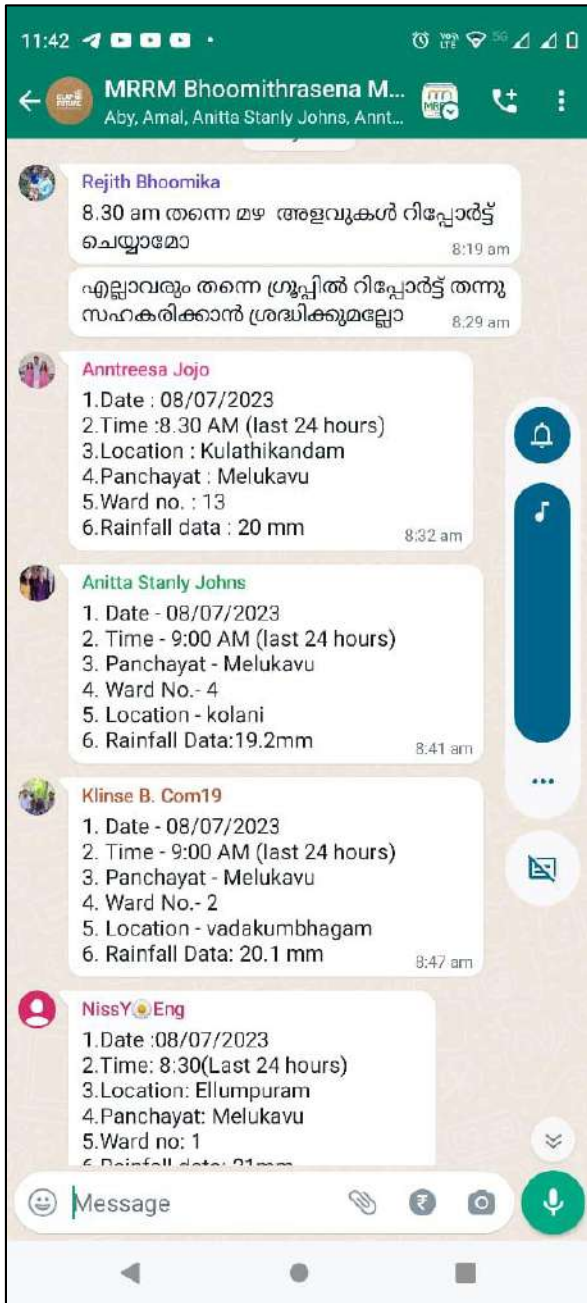 11:42
5G
MRRM Bhoomithrasena M...
Aby, Amal, Anitta Stanly Johns, Annt...
Rejith Bhoomika
8.30 am തന്നെ മഴ അളവുകൾ റിപ്പോർട്ട്
ചെയ്യാമോ
8:19 am
എല്ലാവരും തന്നെ ഗ്രൂപ്പിൽ റിപ്പോർട്ട് തന്നു
സഹകരിക്കാൻ ശ്രദ്ധിക്കുമല്ലോ
8:29 am
Anntreesa Jojo
1.Date : 08/07/2023
2.Time :8.30 AM (last 24 hours)
3.Location : Kulathikandam
4.Panchayat : Melukavu
5.Ward no. : 13
6.Rainfall data : 20 mm
8:32 am
Anitta Stanly Johns
1. Date - 08/07/2023
2. Time - 9:00 AM (last 24 hours)
3. Panchayat - Melukavu
4. Ward No.- 4
5. Location - kolani
6. Rainfall Data:19.2mm
8:41 am
Klinse B. Com19
1. Date - 08/07/2023
2. Time - 9:00 AM (last 24 hours)
3. Panchayat - Melukavu
4. Ward No.- 2
5. Location - vadakumbhagam
6. Rainfall Data: 20.1 mm
8:47 am
NissY🍳Eng
1.Date :08/07/2023
2.Time: 8:30(Last 24 hours)
3.Location: Ellumpuram
4.Panchayat: Melukavu
5.Ward no: 1
6.Rainfall data: 21mm
Message